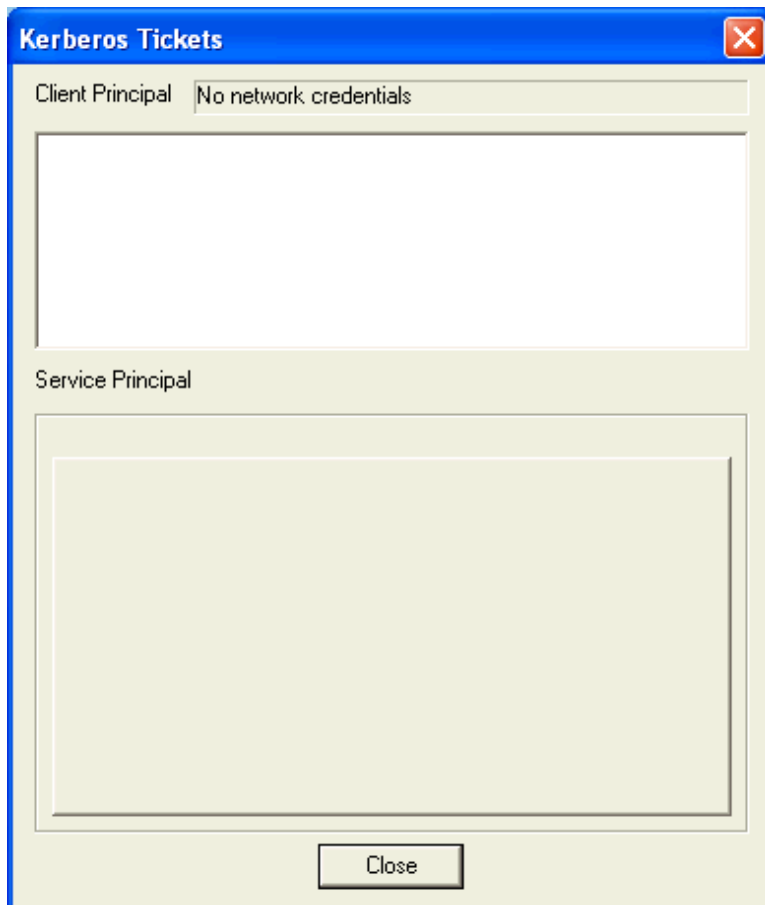 Kerberos Tickets
Client Principal No network credentials
Service Principal
Close